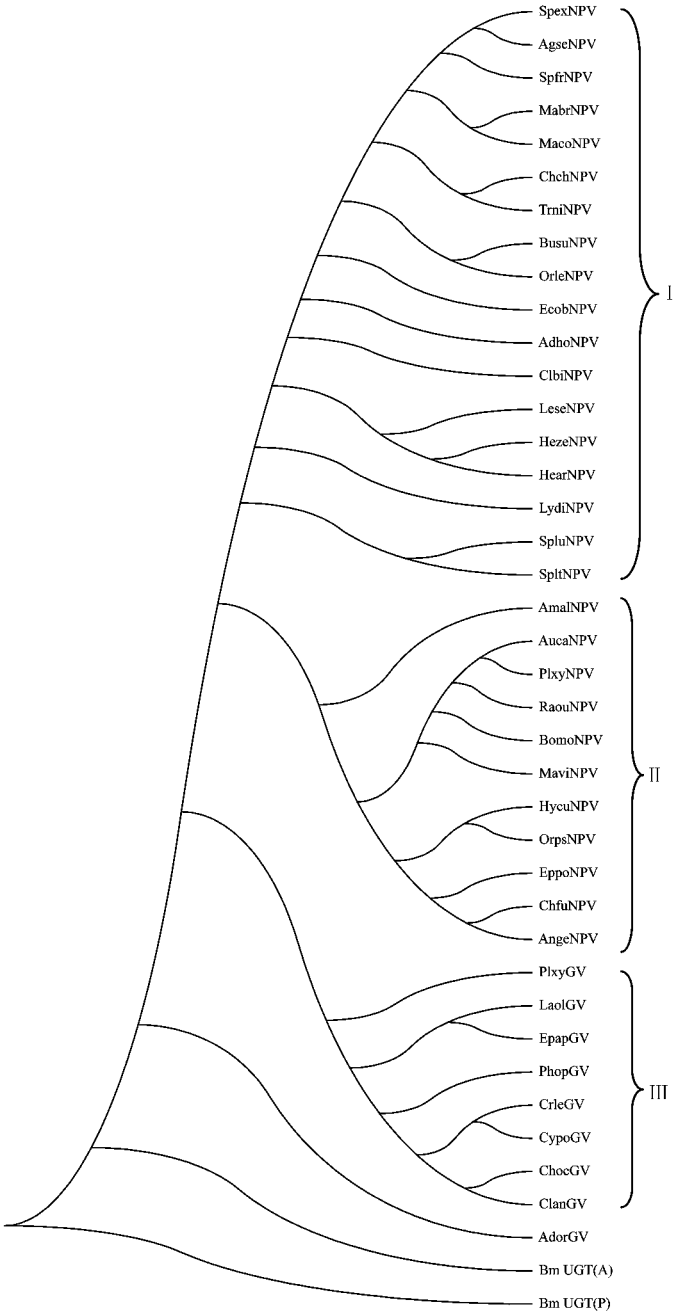 SpexNPV
AgseNPV
SpfrNPV
MabrNPV
MacoNPV
ChchNPV
TrniNPV
BusuNPV
OrleNPV
EcobNPV
I
AdhoNPV
ClbiNPV
LeseNPV
HezeNPV
HearNPV
LydiNPV
SpluNPV
SpltNPV
AmalNPV
AucaNPV
PlxyNPV
RaouNPV
BomoNPV
MaviNPV
II
HycuNPV
OrpsNPV
EppoNPV
ChfuNPV
AngeNPV
PlxyGV
LaolGV
EpapGV
PhopGV
III
CrleGV
CypoGV
ChocGV
ClanGV
AdorGV
Bm UGT(A)
Bm UGT(P)